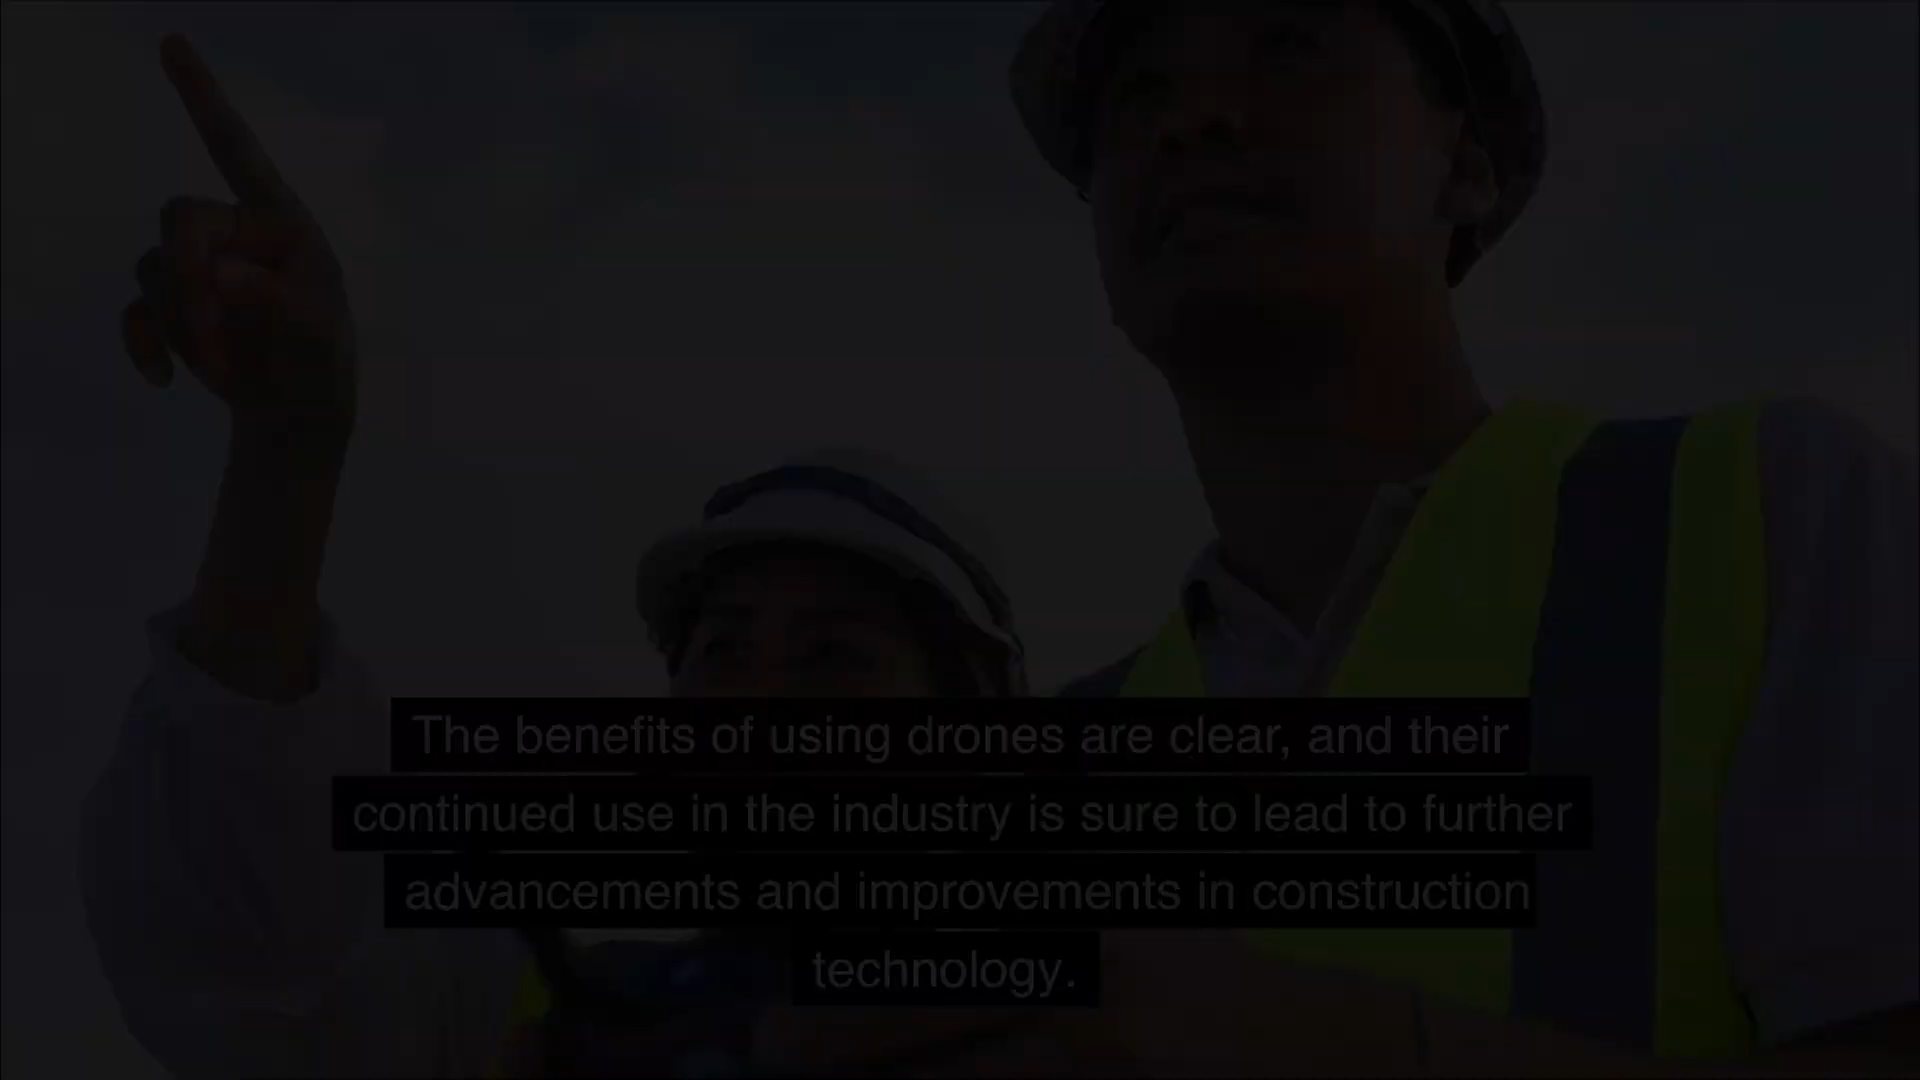 The benefits of using drones are clear, and their
continued use in the industry is sure to lead to further
advancements and improvements in construction
technology.